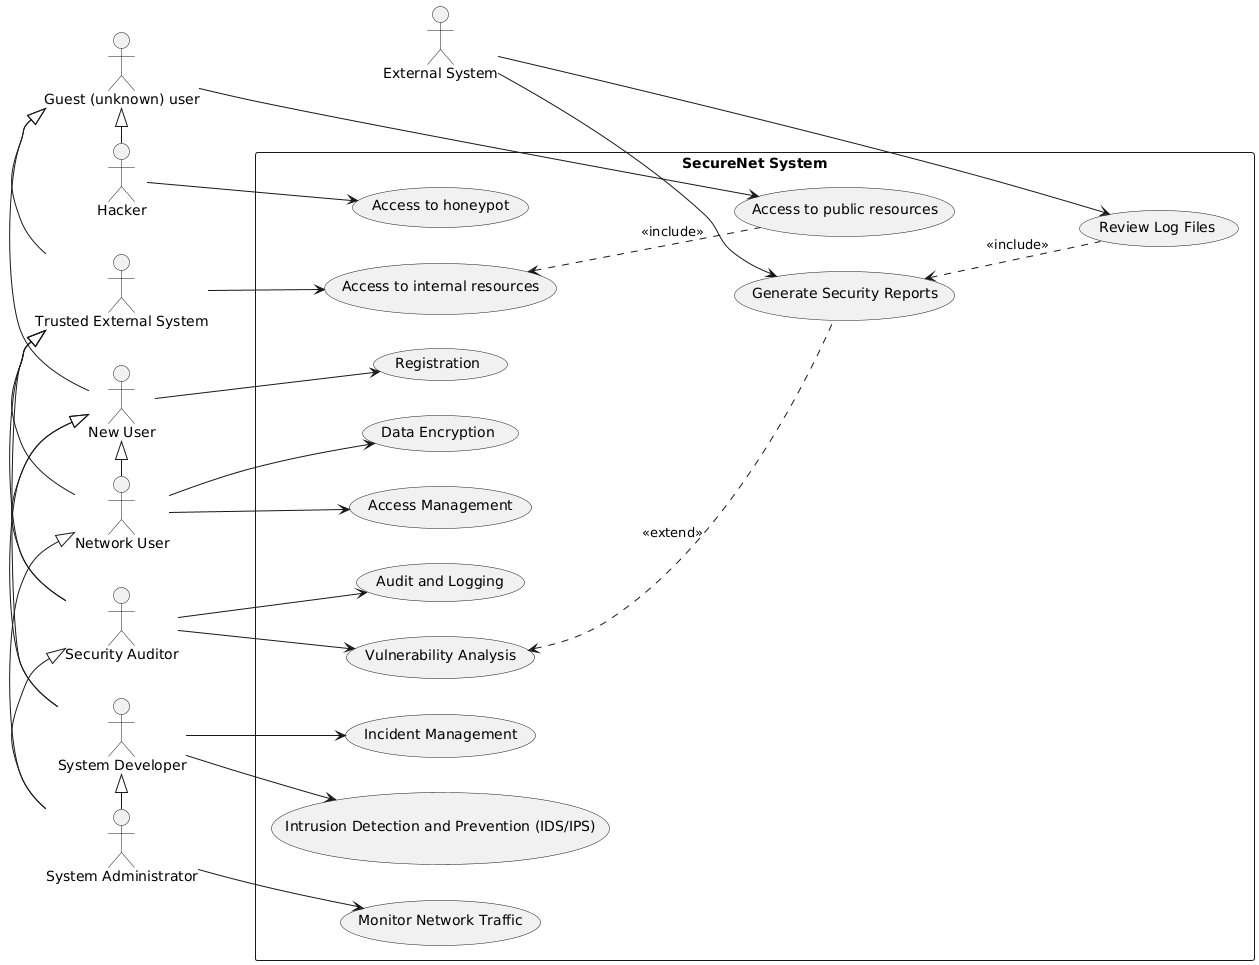 External System
Guest (unknown) user
SecureNet System
Hacker
Access to honeypot
Access to public resources
Review Log Files
«include»
«include»
Access to internal resources
Generate Security Reports
Trusted External System
Registration
New User
Data Encryption
Access Management
«extend»
Network User
Audit and Logging
Security Auditor
Vulnerability Analysis
Incident Management
System Developer
Intrusion Detection and Prevention (IDS/IPS)
System Administrator
Monitor Network Traffic